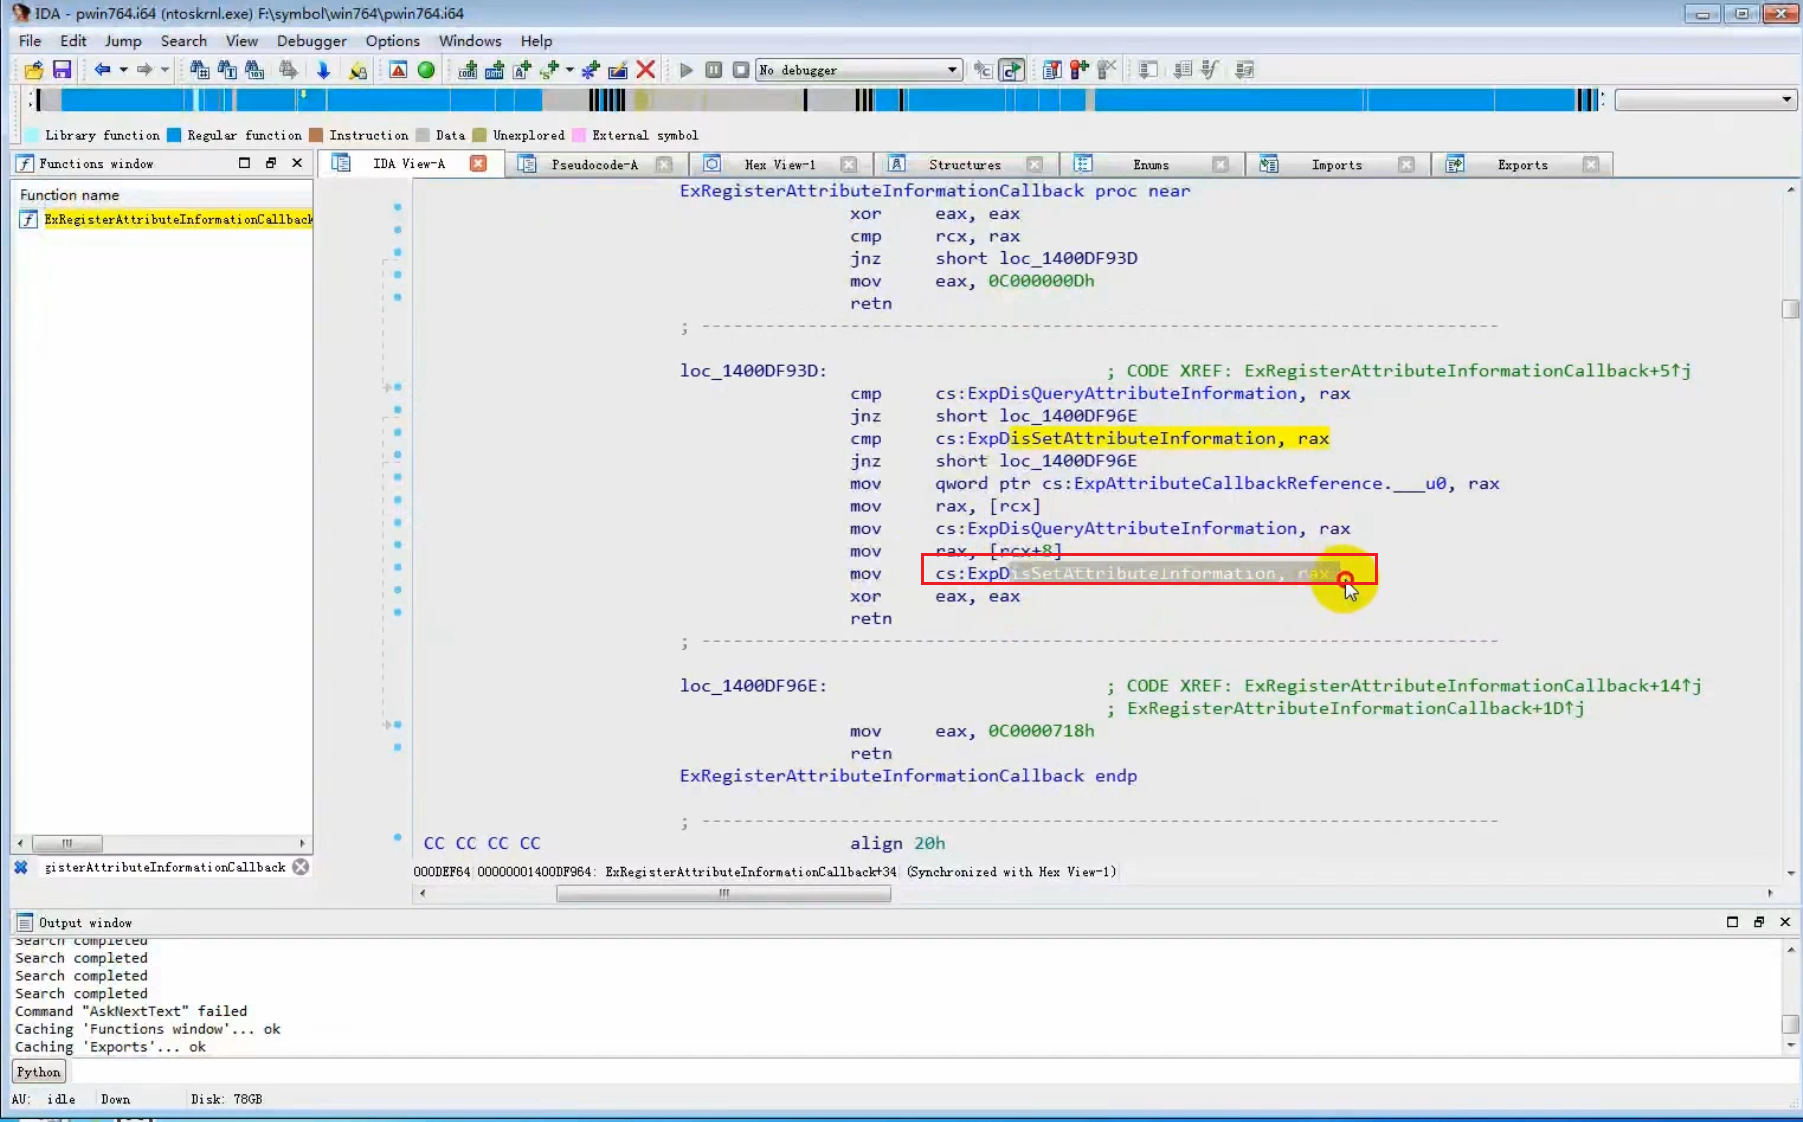 IDA - pwin764.i64 (ntoskrnl.exe) F:\symbol\win764\pwin764.i64
File Edit Jump Search View Debugger Options Windows Help
No debugger
Library function Regular function Instruction Data Unexplored External symbol
Functions window
IDA View-A Pseudocode-A Hex View-1 Structures Enums Imports Exports
Function name
ExRegisterAttributeInformationCallback
ExRegisterAttributeInformationCallback proc near
xor eax, eax
cmp rcx, rax
jnz short loc_1400DF93D
mov eax, 0C000000Dh
retn
; ---------------------------------------------------------------------------
loc_1400DF93D: ; CODE XREF: ExRegisterAttributeInformationCallback+5↑j
cmp cs:ExpDisQueryAttributeInformation, rax
jnz short loc_1400DF96E
cmp cs:ExpDisSetAttributeInformation, rax
jnz short loc_1400DF96E
mov qword ptr cs:ExpAttributeCallbackReference.___u0, rax
mov rax, [rcx]
mov cs:ExpDisQueryAttributeInformation, rax
mov rax, [rcx+8]
mov cs:ExpDisSetAttributeInformation, rax
xor eax, eax
retn
; ---------------------------------------------------------------------------
loc_1400DF96E: ; CODE XREF: ExRegisterAttributeInformationCallback+14↑j
; ExRegisterAttributeInformationCallback+1D↑j
mov eax, 0C0000718h
retn
ExRegisterAttributeInformationCallback endp
; ---------------------------------------------------------------------------
CC CC CC CC align 20h
gisterAttributeInformationCallback
000DEF64 00000001400DF964: ExRegisterAttributeInformationCallback+34 (Synchronized with Hex View-1)
Output window
Search completed
Search completed
Search completed
Search completed
Command "AskNextText" failed
Caching 'Functions window'... ok
Caching 'Exports'... ok
Python
AU: idle Down Disk: 78GB